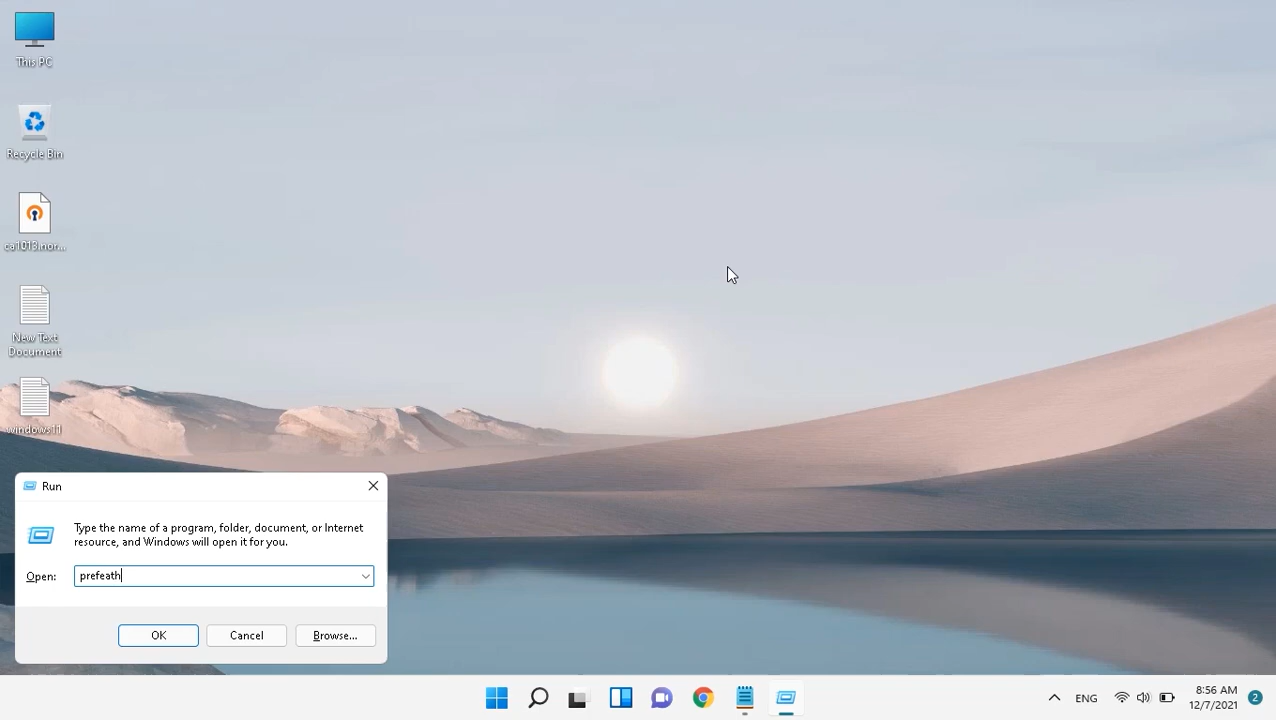 This PC
Recycle Bin
ca1013.nor...
New Text
Document
windows11
Run
Type the name of a program, folder, document, or Internet
resource, and Windows will open it for you.
Open:
prefeath
OK
Cancel
Browse...
ENG
8:56 AM
12/7/2021
2